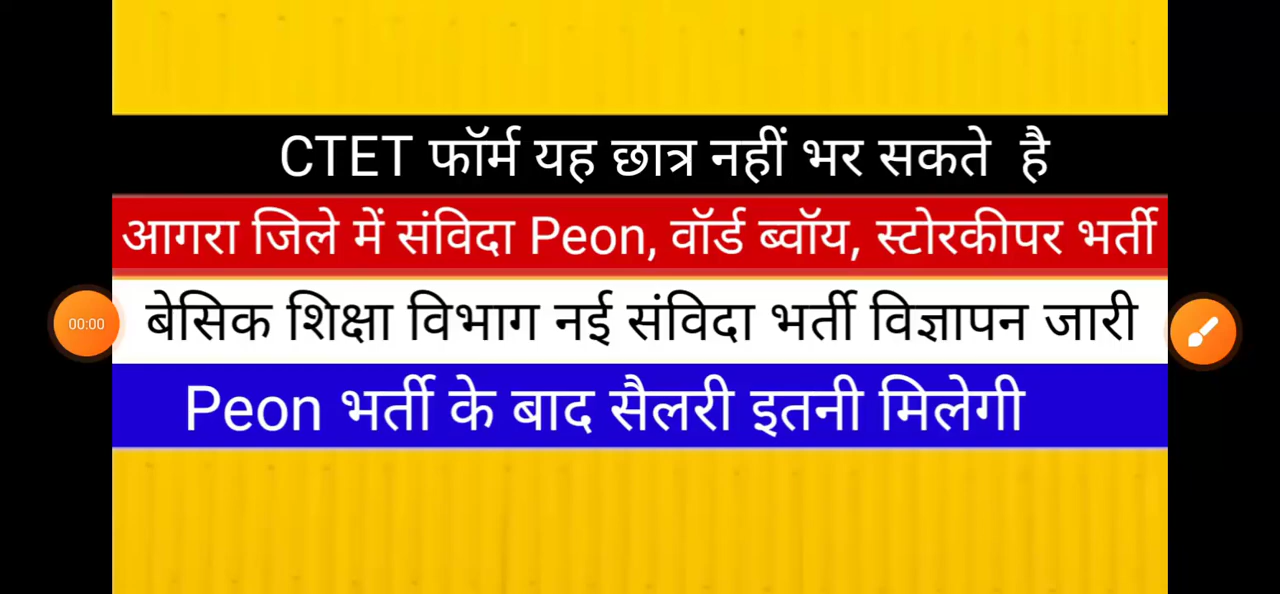 CTET फॉर्म यह छात्र नहीं भर सकते है
आगरा जिले में संविदा Peon, वॉर्ड ब्वॉय, स्टोरकीपर भर्ती
00:00
बेसिक शिक्षा विभाग नई संविदा भर्ती विज्ञापन जारी
Peon भर्ती के बाद सैलरी इतनी मिलेगी